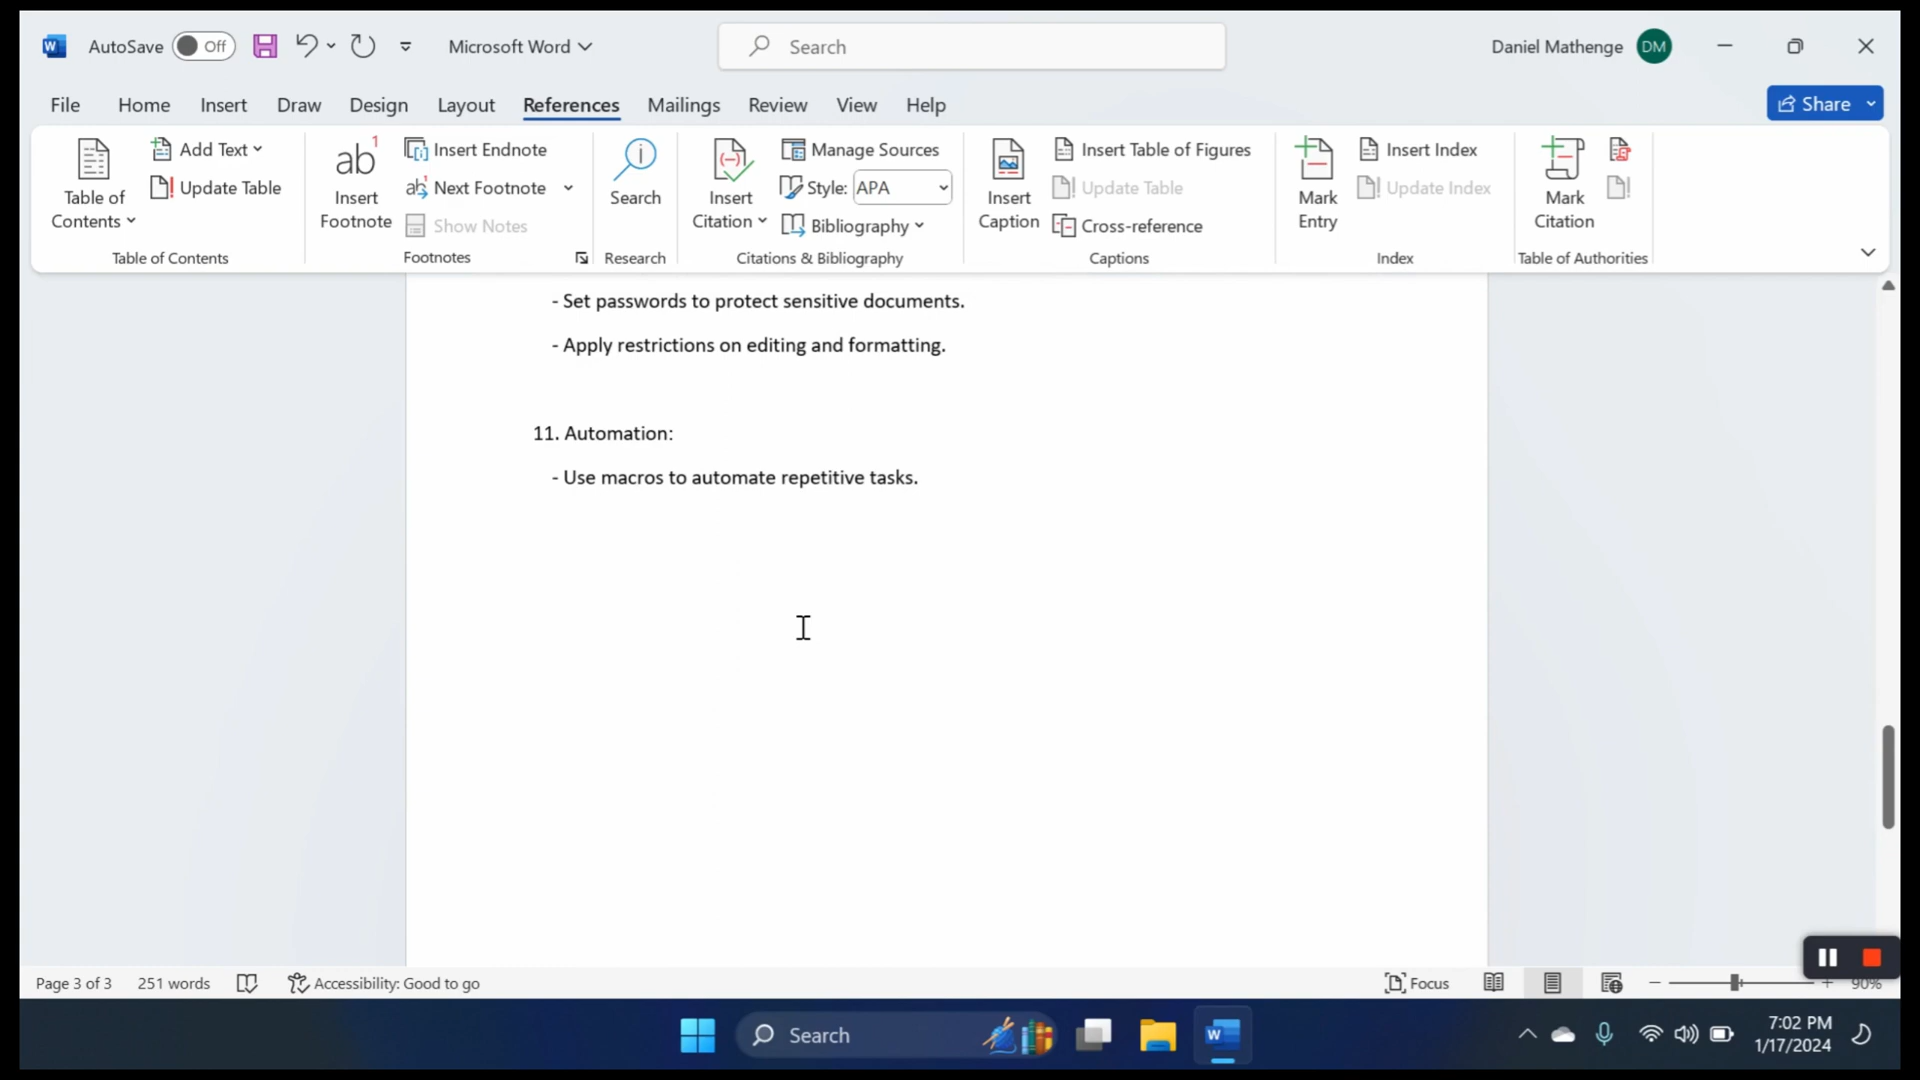 AutoSave Off Microsoft Word Search Daniel Mathenge DM
File Home Insert Draw Design Layout References Mailings Review View Help Share
Table of Contents
Add Text
Update Table
Table of Contents
ab1
Insert Footnote
Insert Endnote
Next Footnote
Show Notes
Footnotes
Search
Research
Insert Citation
Manage Sources
Style: APA
Bibliography
Citations & Bibliography
Insert Caption
Insert Table of Figures
Update Table
Cross-reference
Captions
Mark Entry
Insert Index
Update Index
Index
Mark Citation
Table of Authorities
- Set passwords to protect sensitive documents.
- Apply restrictions on editing and formatting.
11. Automation:
- Use macros to automate repetitive tasks.
Page 3 of 3 251 words Accessibility: Good to go Focus 90%
Search
7:02 PM
1/17/2024